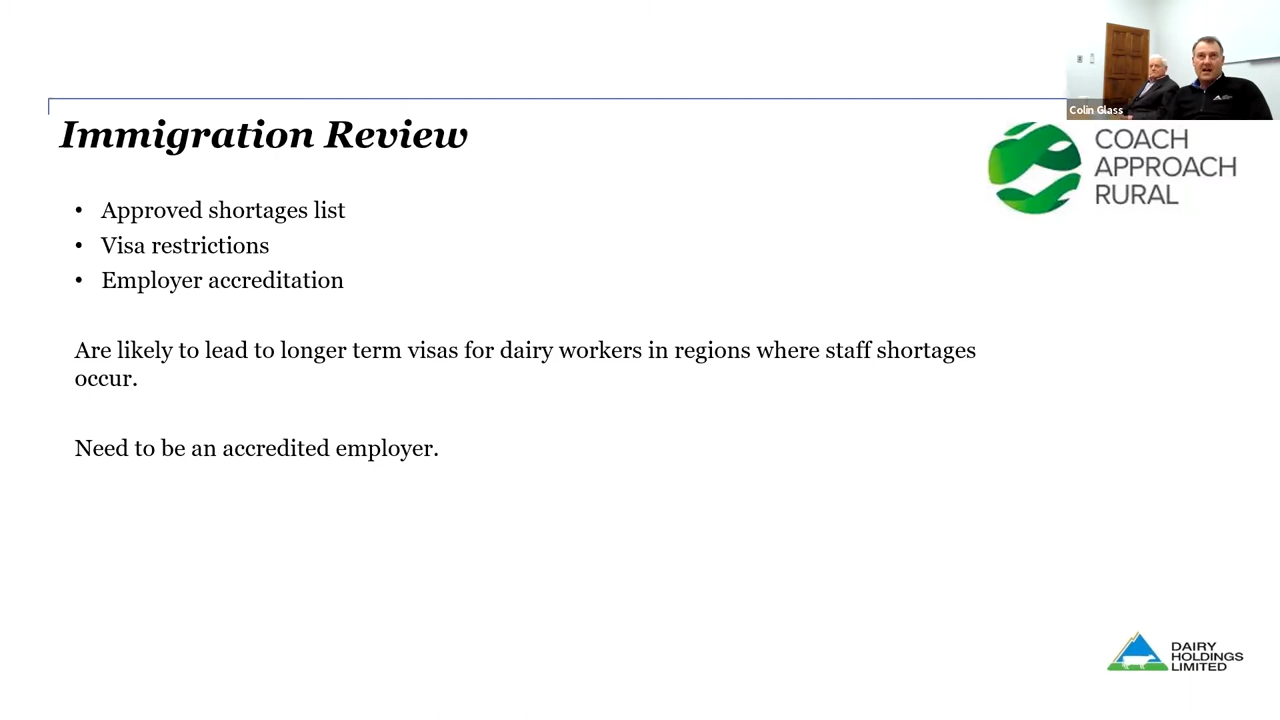 Colin Glass
Immigration Review
COACH
APPROACH
RURAL
• Approved shortages list
• Visa restrictions
• Employer accreditation
Are likely to lead to longer term visas for dairy workers in regions where staff shortages
occur.
Need to be an accredited employer.
DAIRY
HOLDINGS
LIMITED